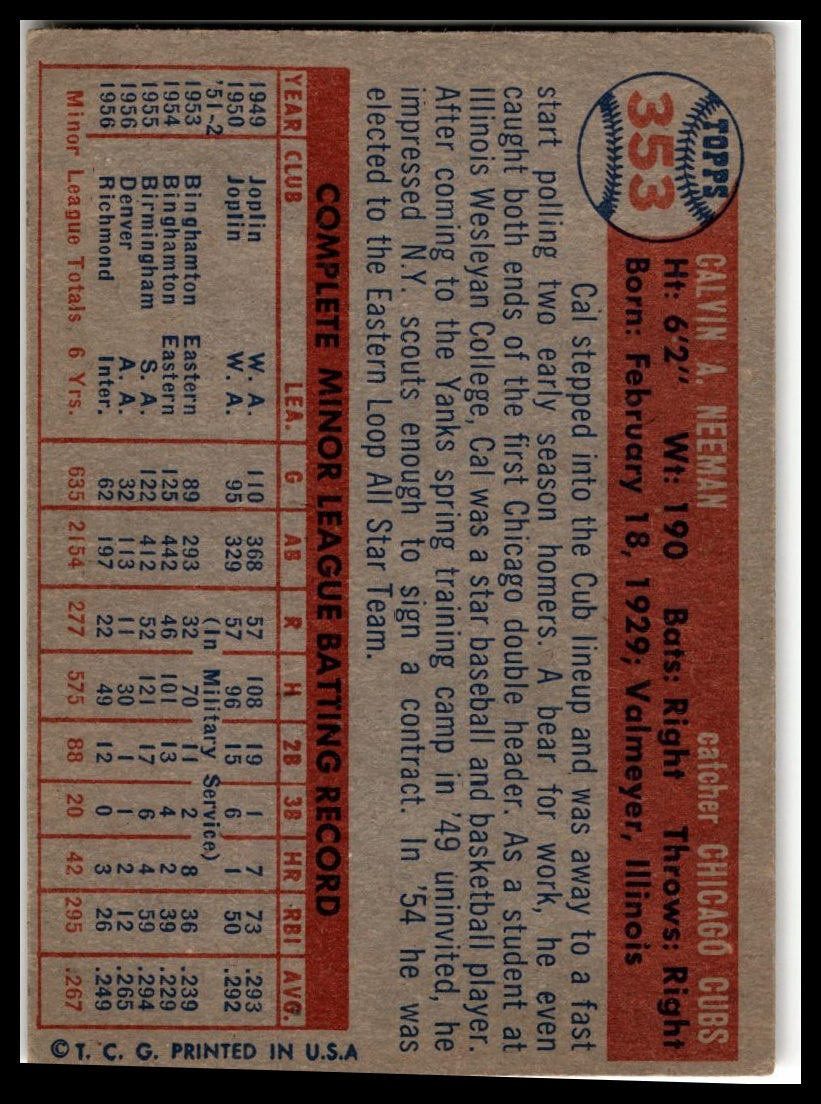 TOPPS
353
CALVIN A. NEEMAN catcher CHICAGO CUBS
Ht: 6'2" Wt: 190 Bats: Right Throws: Right
Born: February 18, 1929; Valmeyer, Illinois
Cal stepped into the Cub lineup and was away to a fast
start polling two early season homers. A bear for work, he even
caught both ends of the first Chicago double header. As a student at
Illinois Wesleyan College, Cal was a star baseball and basketball player.
After coming to the Yanks spring training camp in '49 uninvited, he
impressed N.Y. scouts enough to sign a contract. In '54 he was
elected to the Eastern Loop All Star Team.
COMPLETE MINOR LEAGUE BATTING RECORD
YEAR CLUB LEA. G AB R H 2B 3B HR RBI AVG.
1949 Joplin W. A. 110 368 57 108 19 1 7 73 .293
1950 Joplin W. A. 95 329 57 96 15 6 1 50 .292
'51-2 (In Military Service)
1953 Binghamton Eastern 89 293 32 70 11 2 8 36 .239
1954 Binghamton Eastern 125 442 46 101 13 4 2 39 .229
1955 Birmingham S. A. 122 412 52 121 17 6 4 59 .294
1956 Denver A. A. 32 113 11 30 1 1 2 12 .265
1956 Richmond Inter. 62 197 22 49 12 0 3 26 .249
Minor League Totals 6 Yrs. 635 2154 277 575 88 20 42 295 .267
© T. C. G. PRINTED IN U.S.A